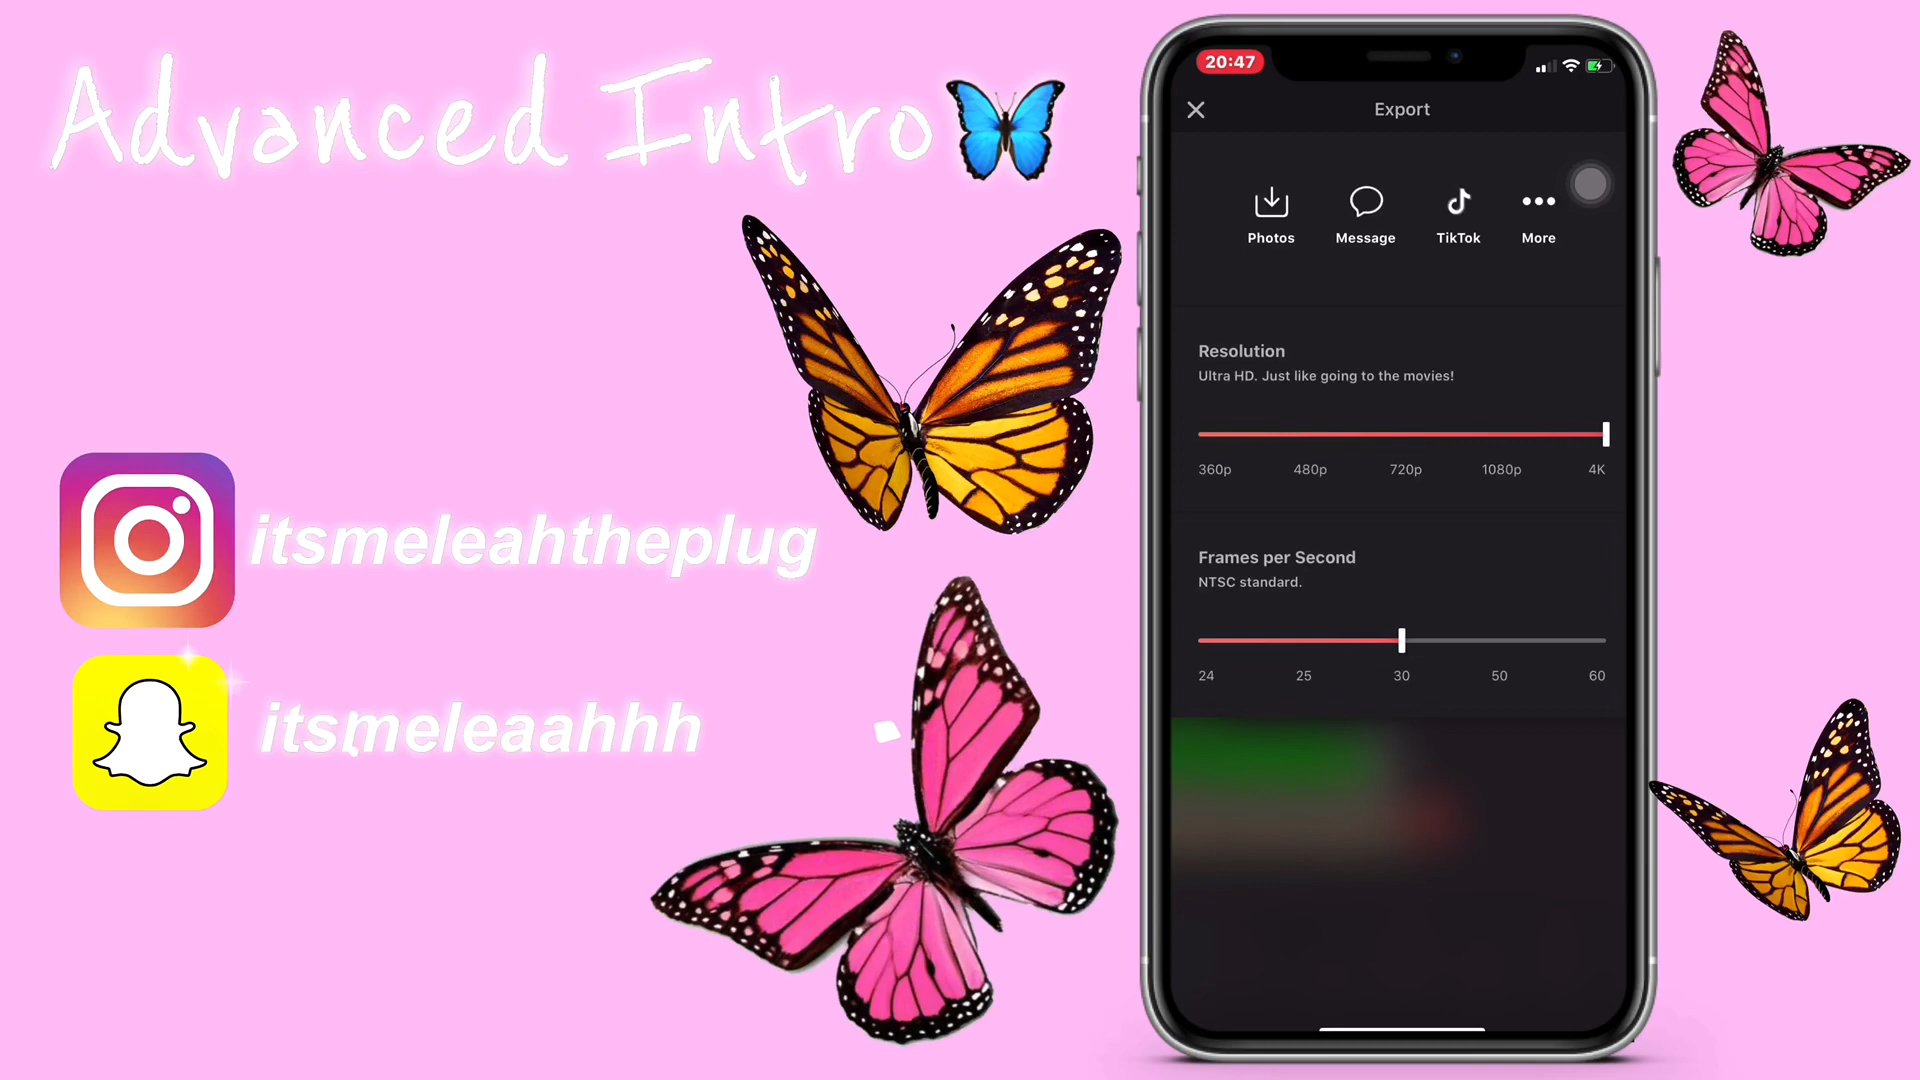 Advanced Intro
itsmeleahtheplug
itsmeleaahhh
20:47
Export
Photos Message TikTok More
Resolution
Ultra HD. Just like going to the movies!
360p 480p 720p 1080p 4K
Frames per Second
NTSC standard.
24 25 30 50 60